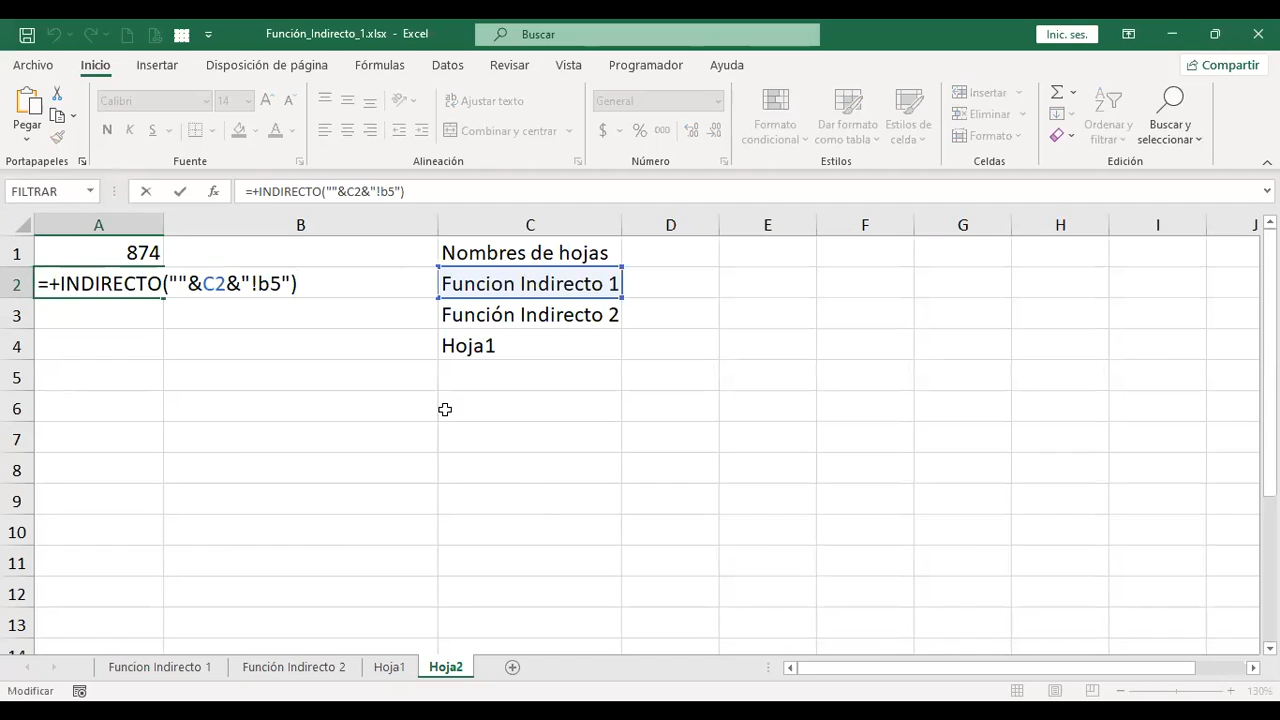 Función_Indirecto_1.xlsx - Excel
Buscar
Inic. ses.
Archivo Inicio Insertar Disposición de página Fórmulas Datos Revisar Vista Programador Ayuda
Compartir
Pegar
Calibri 14
N K S
Ajustar texto
Combinar y centrar
General
$ % 000
Formato condicional
Dar formato como tabla
Estilos de celda
Insertar
Eliminar
Formato
Ordenar y filtrar
Buscar y seleccionar
Portapapeles Fuente Alineación Número Estilos Celdas Edición
FILTRAR
fx
=+INDIRECTO(""&C2&"!b5")
A B C D E F G H I J
1 874 Nombres de hojas
2 =+INDIRECTO(""&C2&"!b5") Funcion Indirecto 1
3 Función Indirecto 2
4 Hoja1
5
6
7
8
9
10
11
12
13
14
Funcion Indirecto 1 Función Indirecto 2 Hoja1 Hoja2
Modificar
130%